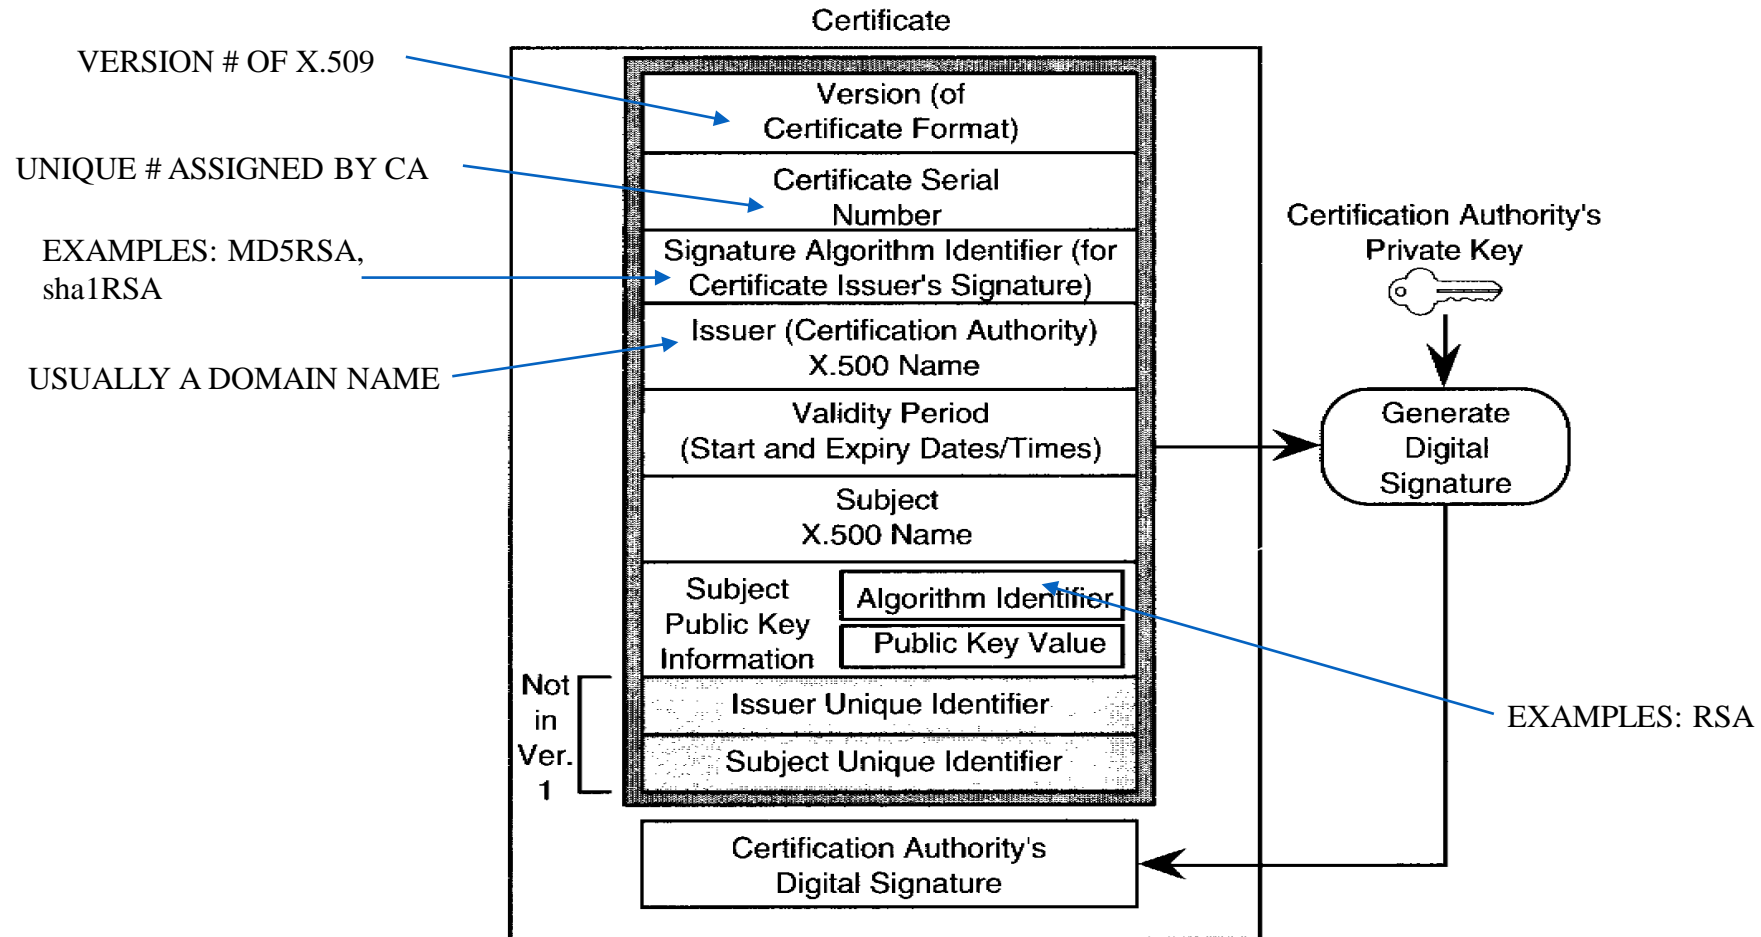 Certificate
VERSION # OF X.509
Version (of
Certificate Format)
UNIQUE # ASSIGNED BY CA
Certificate Serial
Number
EXAMPLES: MD5RSA,
sha1RSA
Signature Algorithm Identifier (for
Certificate Issuer's Signature)
USUALLY A DOMAIN NAME
Issuer (Certification Authority)
X.500 Name
Validity Period
(Start and Expiry Dates/Times)
Subject
X.500 Name
Subject
Public Key
Information
Algorithm Identifier
Public Key Value
EXAMPLES: RSA
Not
in
Ver.
1
Issuer Unique Identifier
Subject Unique Identifier
Certification Authority's
Digital Signature
Certification Authority's
Private Key
Generate
Digital
Signature